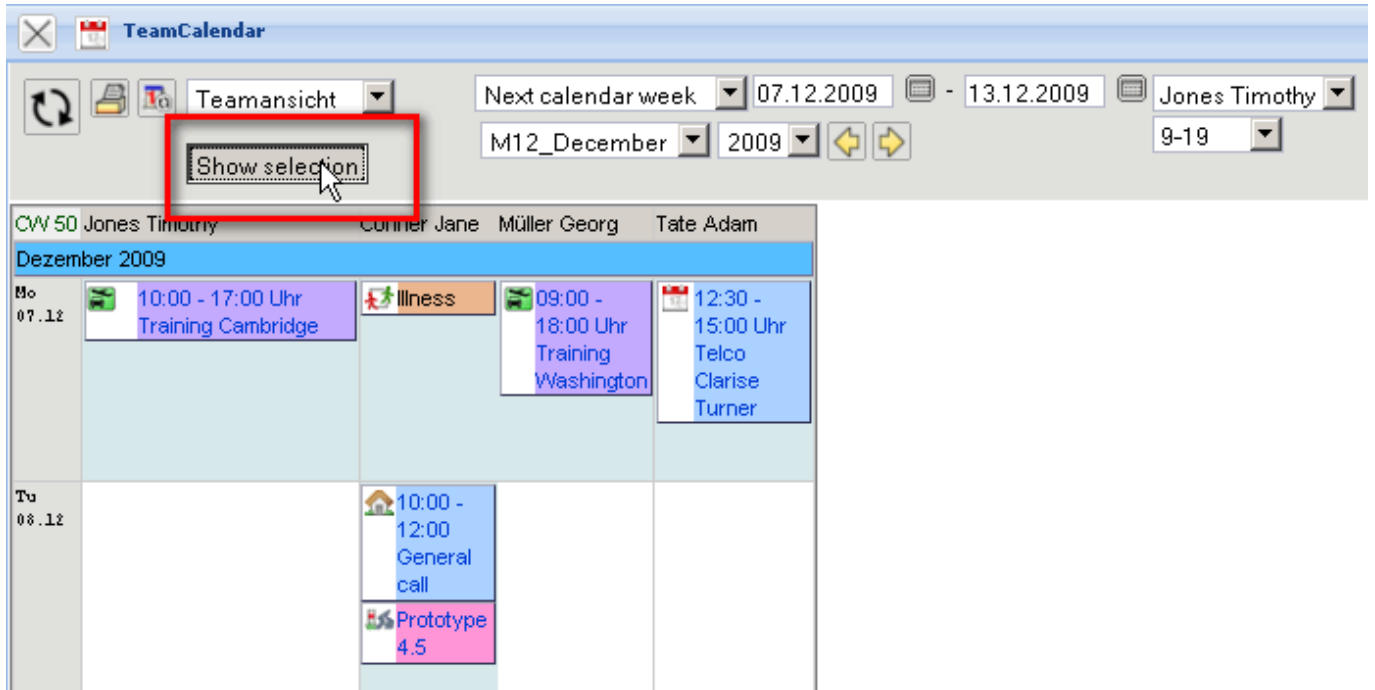 TeamCalendar
Teamansicht
Next calendar week 07.12.2009 - 13.12.2009 Jones Timothy
Show selection
M12_December 2009 9-19
CW 50 Jones Timothy Conner Jane Müller Georg Tate Adam
Dezember 2009
Mo
07.12
10:00 - 17:00 Uhr
Training Cambridge
Illness
09:00 -
18:00 Uhr
Training
Washington
12:30 -
15:00 Uhr
Telco
Clarise
Turner
Tu
08.12
10:00 -
12:00
General
call
Prototype
4.5